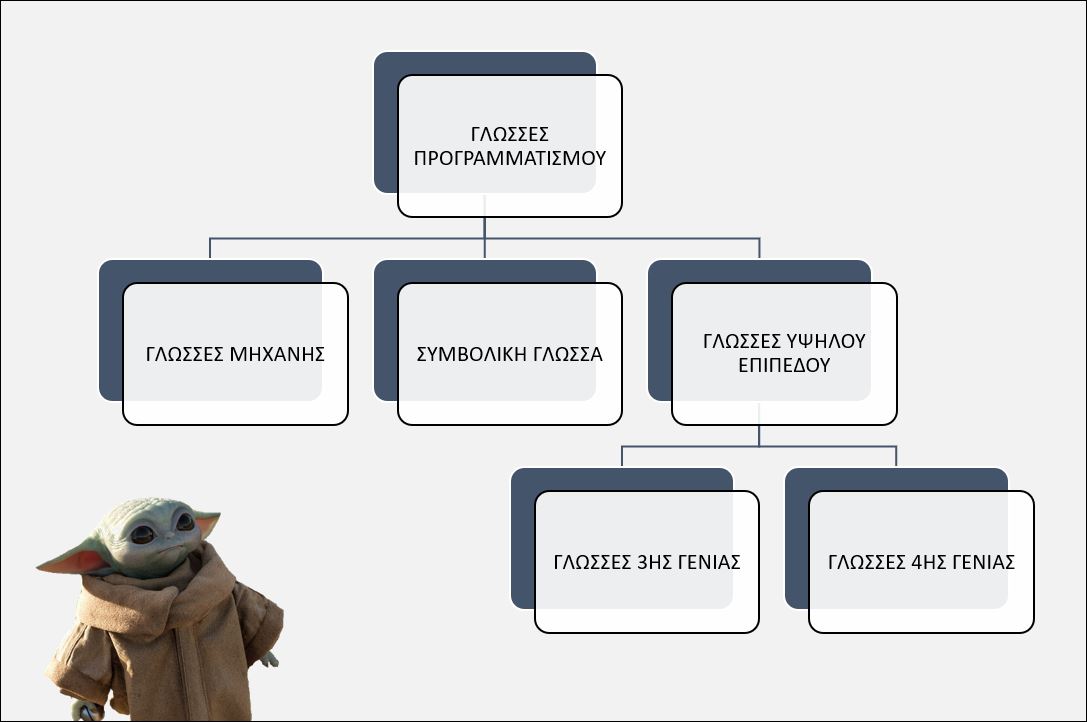 ΓΛΩΣΣΕΣ
ΠΡΟΓΡΑΜΜΑΤΙΣΜΟΥ
ΓΛΩΣΣΕΣ ΜΗΧΑΝΗΣ
ΣΥΜΒΟΛΙΚΗ ΓΛΩΣΣΑ
ΓΛΩΣΣΕΣ ΥΨΗΛΟΥ
ΕΠΙΠΕΔΟΥ
ΓΛΩΣΣΕΣ 3ΗΣ ΓΕΝΙΑΣ
ΓΛΩΣΣΕΣ 4ΗΣ ΓΕΝΙΑΣ